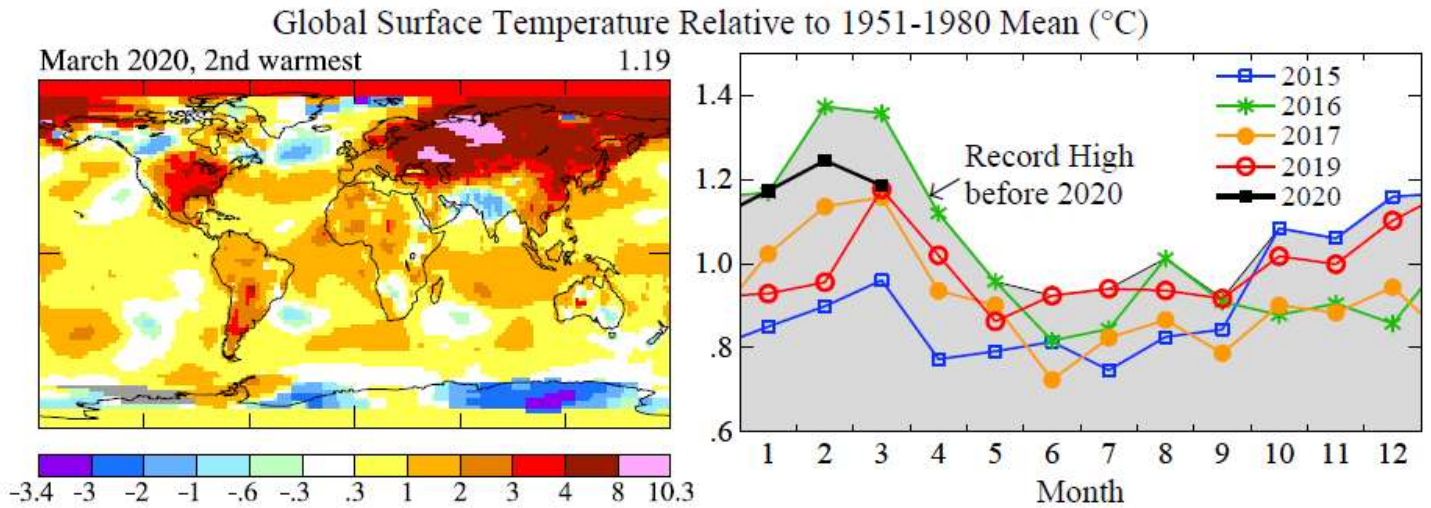 Global Surface Temperature Relative to 1951-1980 Mean (°C)
March 2020, 2nd warmest 1.19
-3.4 -3 -2 -1 -.6 -.3 .3 1 2 3 4 8 10.3
1.4
1.2
1.0
.8
.6
2015
2016
2017
2019
2020
Record High
before 2020
1 2 3 4 5 6 7 8 9 10 11 12
Month